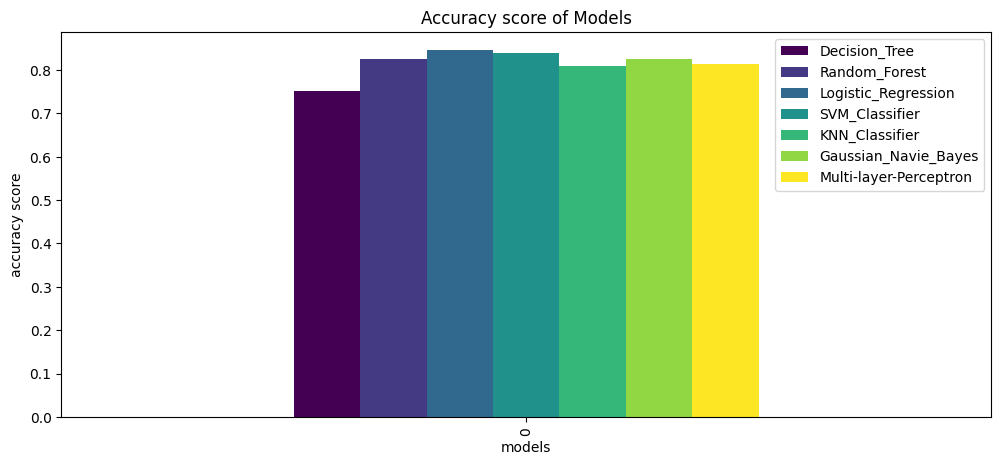 Accuracy score of Models
accuracy score
0.8
0.7
0.6
0.5
0.4
0.3
0.2
0.1
0.0
Decision_Tree
Random_Forest
Logistic_Regression
SVM_Classifier
KNN_Classifier
Gaussian_Navie_Bayes
Multi-layer-Perceptron
0
models